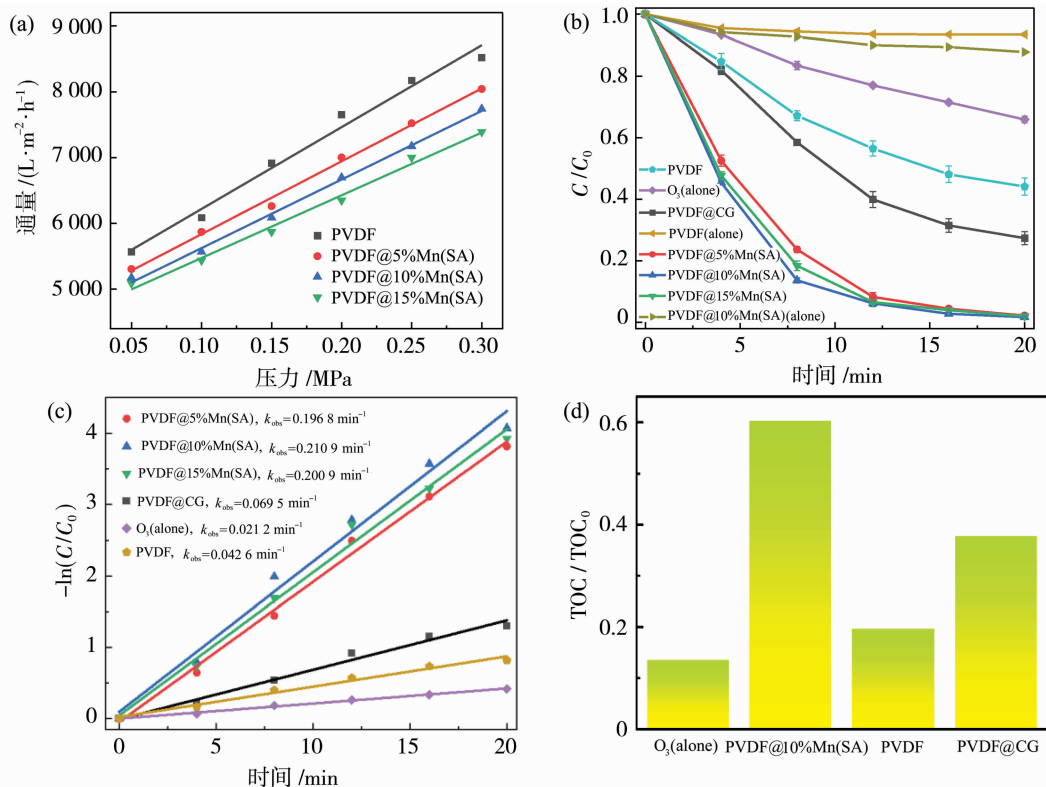 (a)
9 000
8 000
7 000
6 000
5 000
通量 /(L·m⁻²·h⁻¹)
PVDF
PVDF@5%Mn(SA)
PVDF@10%Mn(SA)
PVDF@15%Mn(SA)
0.05 0.10 0.15 0.20 0.25 0.30
压力 /MPa
(b)
1.0
0.8
0.6
0.4
0.2
0
C /C₀
PVDF
O₃(alone)
PVDF@CG
PVDF(alone)
PVDF@5%Mn(SA)
PVDF@10%Mn(SA)
PVDF@15%Mn(SA)
PVDF@10%Mn(SA)(alone)
0 5 10 15 20
时间 /min
(c)
4
3
2
1
0
−ln(C/C₀)
PVDF@5%Mn(SA), k_obs=0.196 8 min⁻¹
PVDF@10%Mn(SA), k_obs=0.210 9 min⁻¹
PVDF@15%Mn(SA), k_obs=0.200 9 min⁻¹
PVDF@CG, k_obs=0.069 5 min⁻¹
O₃(alone), k_obs=0.021 2 min⁻¹
PVDF, k_obs=0.042 6 min⁻¹
0 5 10 15 20
时间 /min
(d)
0.6
0.4
0.2
0
TOC / TOC₀
O₃(alone) PVDF@10%Mn(SA) PVDF PVDF@CG